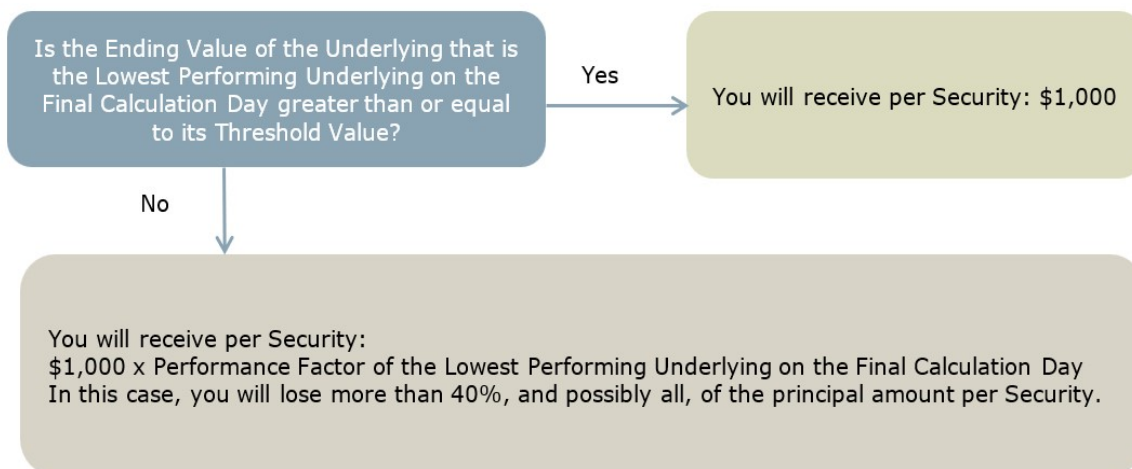 Is the Ending Value of the Underlying that is
the Lowest Performing Underlying on the
Final Calculation Day greater than or equal
to its Threshold Value?
Yes
You will receive per Security: $1,000
No
You will receive per Security:
$1,000 x Performance Factor of the Lowest Performing Underlying on the Final Calculation Day
In this case, you will lose more than 40%, and possibly all, of the principal amount per Security.